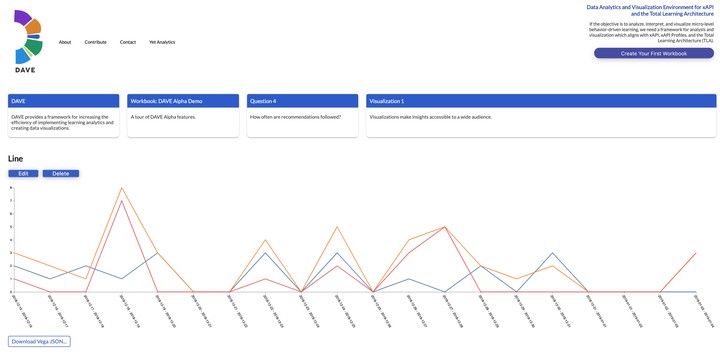 Data Analytics and Visualization Environment for xAPI
and the Total Learning Architecture
If the objective is to analyze, interpret, and visualize micro-level
behavior-driven learning, we need a framework for analysis and
visualization which aligns with xAPI, xAPI Profiles, and the Total
Learning Architecture (TLA).
Create Your First Workbook
DAVE
About
Contribute
Contact
Yet Analytics
DAVE
DAVE provides a framework for increasing the
efficiency of implementing learning analytics and
creating data visualizations.
Workbook: DAVE Alpha Demo
A tour of DAVE Alpha features.
Question 4
How often are recommendations followed?
Visualization 1
Visualizations make insights accessible to a wide audience.
Line
Edit
Delete
8
7
6
5
4
3
2
1
0
Download Vega JSON...